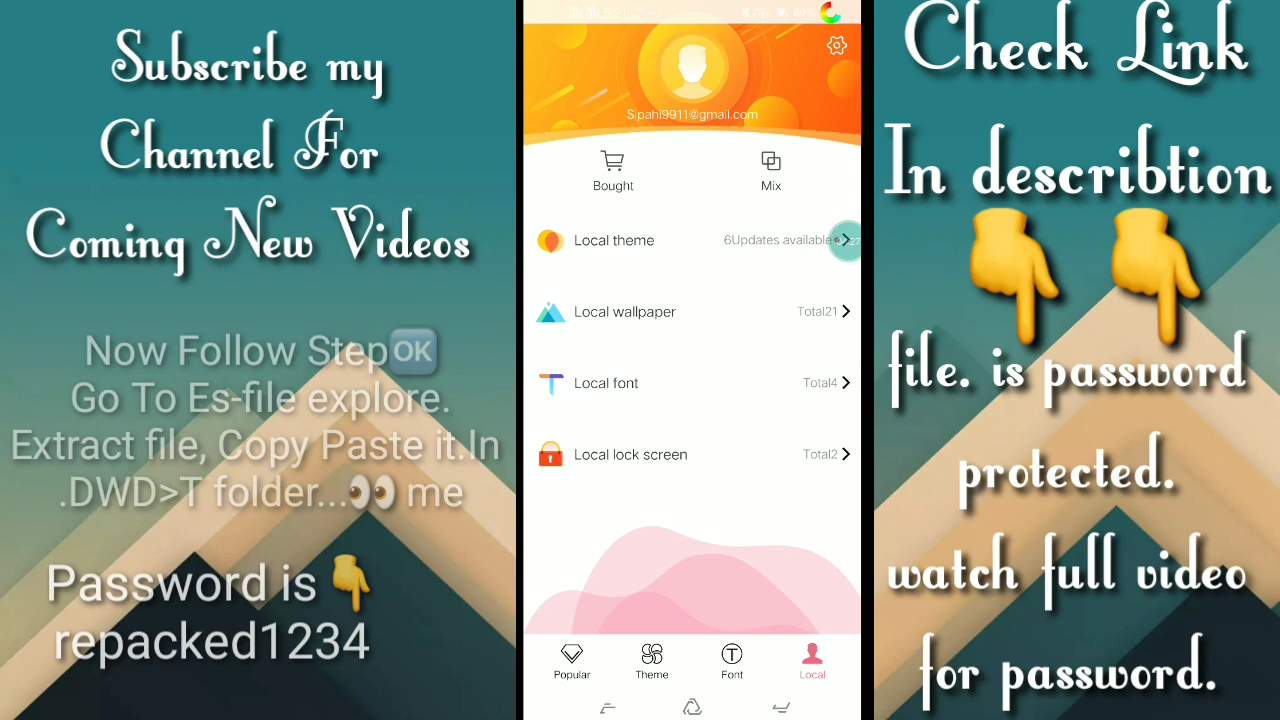 Subscribe my
Channel For
Coming New Videos
Now Follow Step🆗
Go To Es-file explore.
Extract file, Copy Paste it.In
.DWD>T folder...👀 me
Password is 👇
repacked1234
Sipahi9911@gmail.com
Bought
Mix
Local theme
6Updates available
Local wallpaper
Total21
Local font
Total4
Local lock screen
Total2
Popular
Theme
Font
Local
Check Link
In describtion
👇 👇
file. is password
protected.
watch full video
for password.